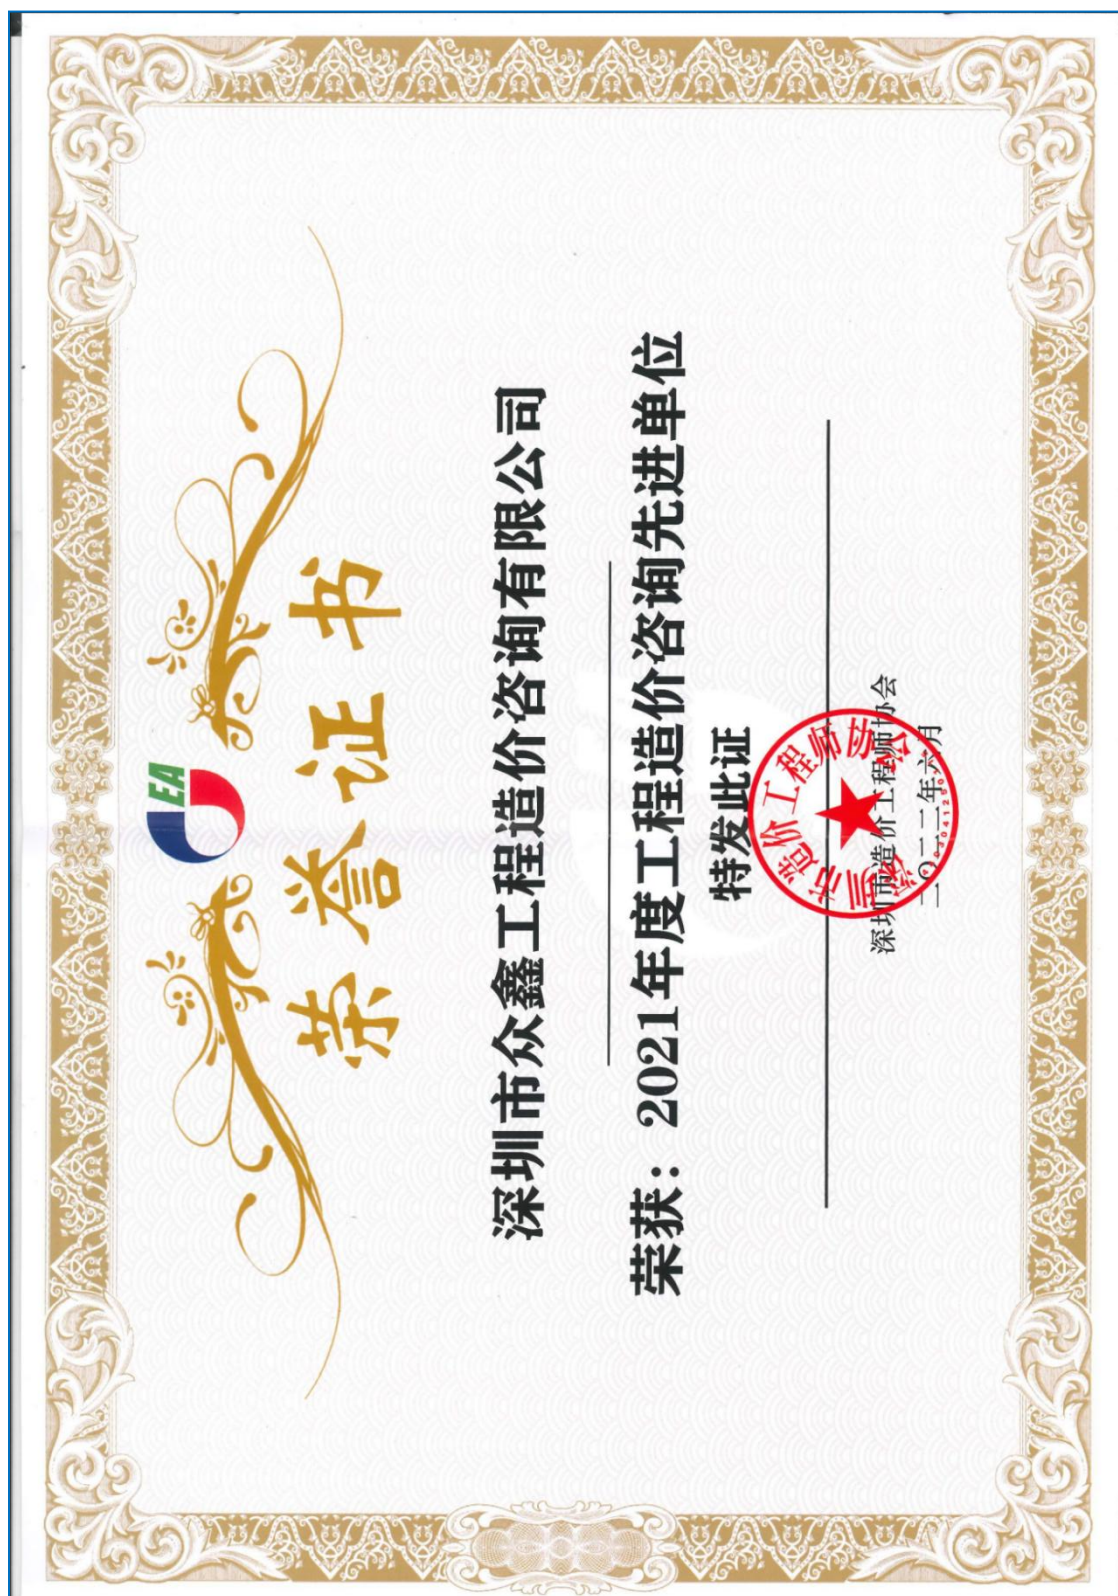 EA
荣誉证书
深圳市众鑫工程造价咨询有限公司
荣获：2021年度工程造价咨询先进单位
特发此证
深圳市造价工程师协会
二〇二二年六月
深圳市造价工程师协会